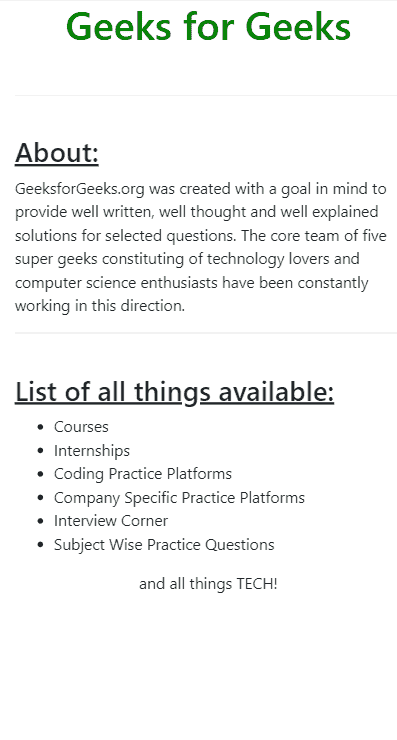 Geeks for Geeks
About:
GeeksforGeeks.org was created with a goal in mind to
provide well written, well thought and well explained
solutions for selected questions. The core team of five
super geeks constituting of technology lovers and
computer science enthusiasts have been constantly
working in this direction.
List of all things available:
• Courses
• Internships
• Coding Practice Platforms
• Company Specific Practice Platforms
• Interview Corner
• Subject Wise Practice Questions
and all things TECH!